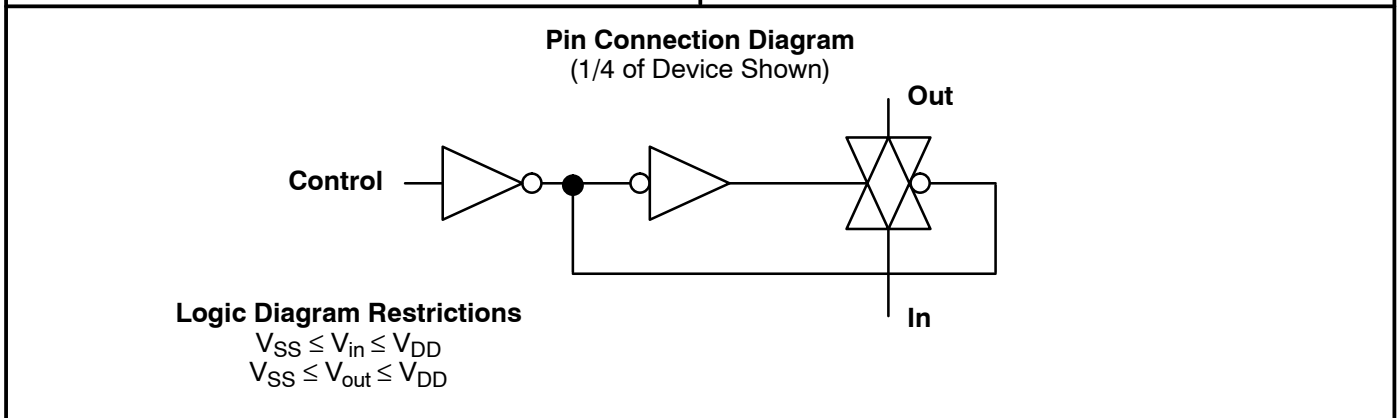 Pin Connection Diagram
(1/4 of Device Shown)
Out
Control
In
Logic Diagram Restrictions
VSS ≤ Vin ≤ VDD
VSS ≤ Vout ≤ VDD